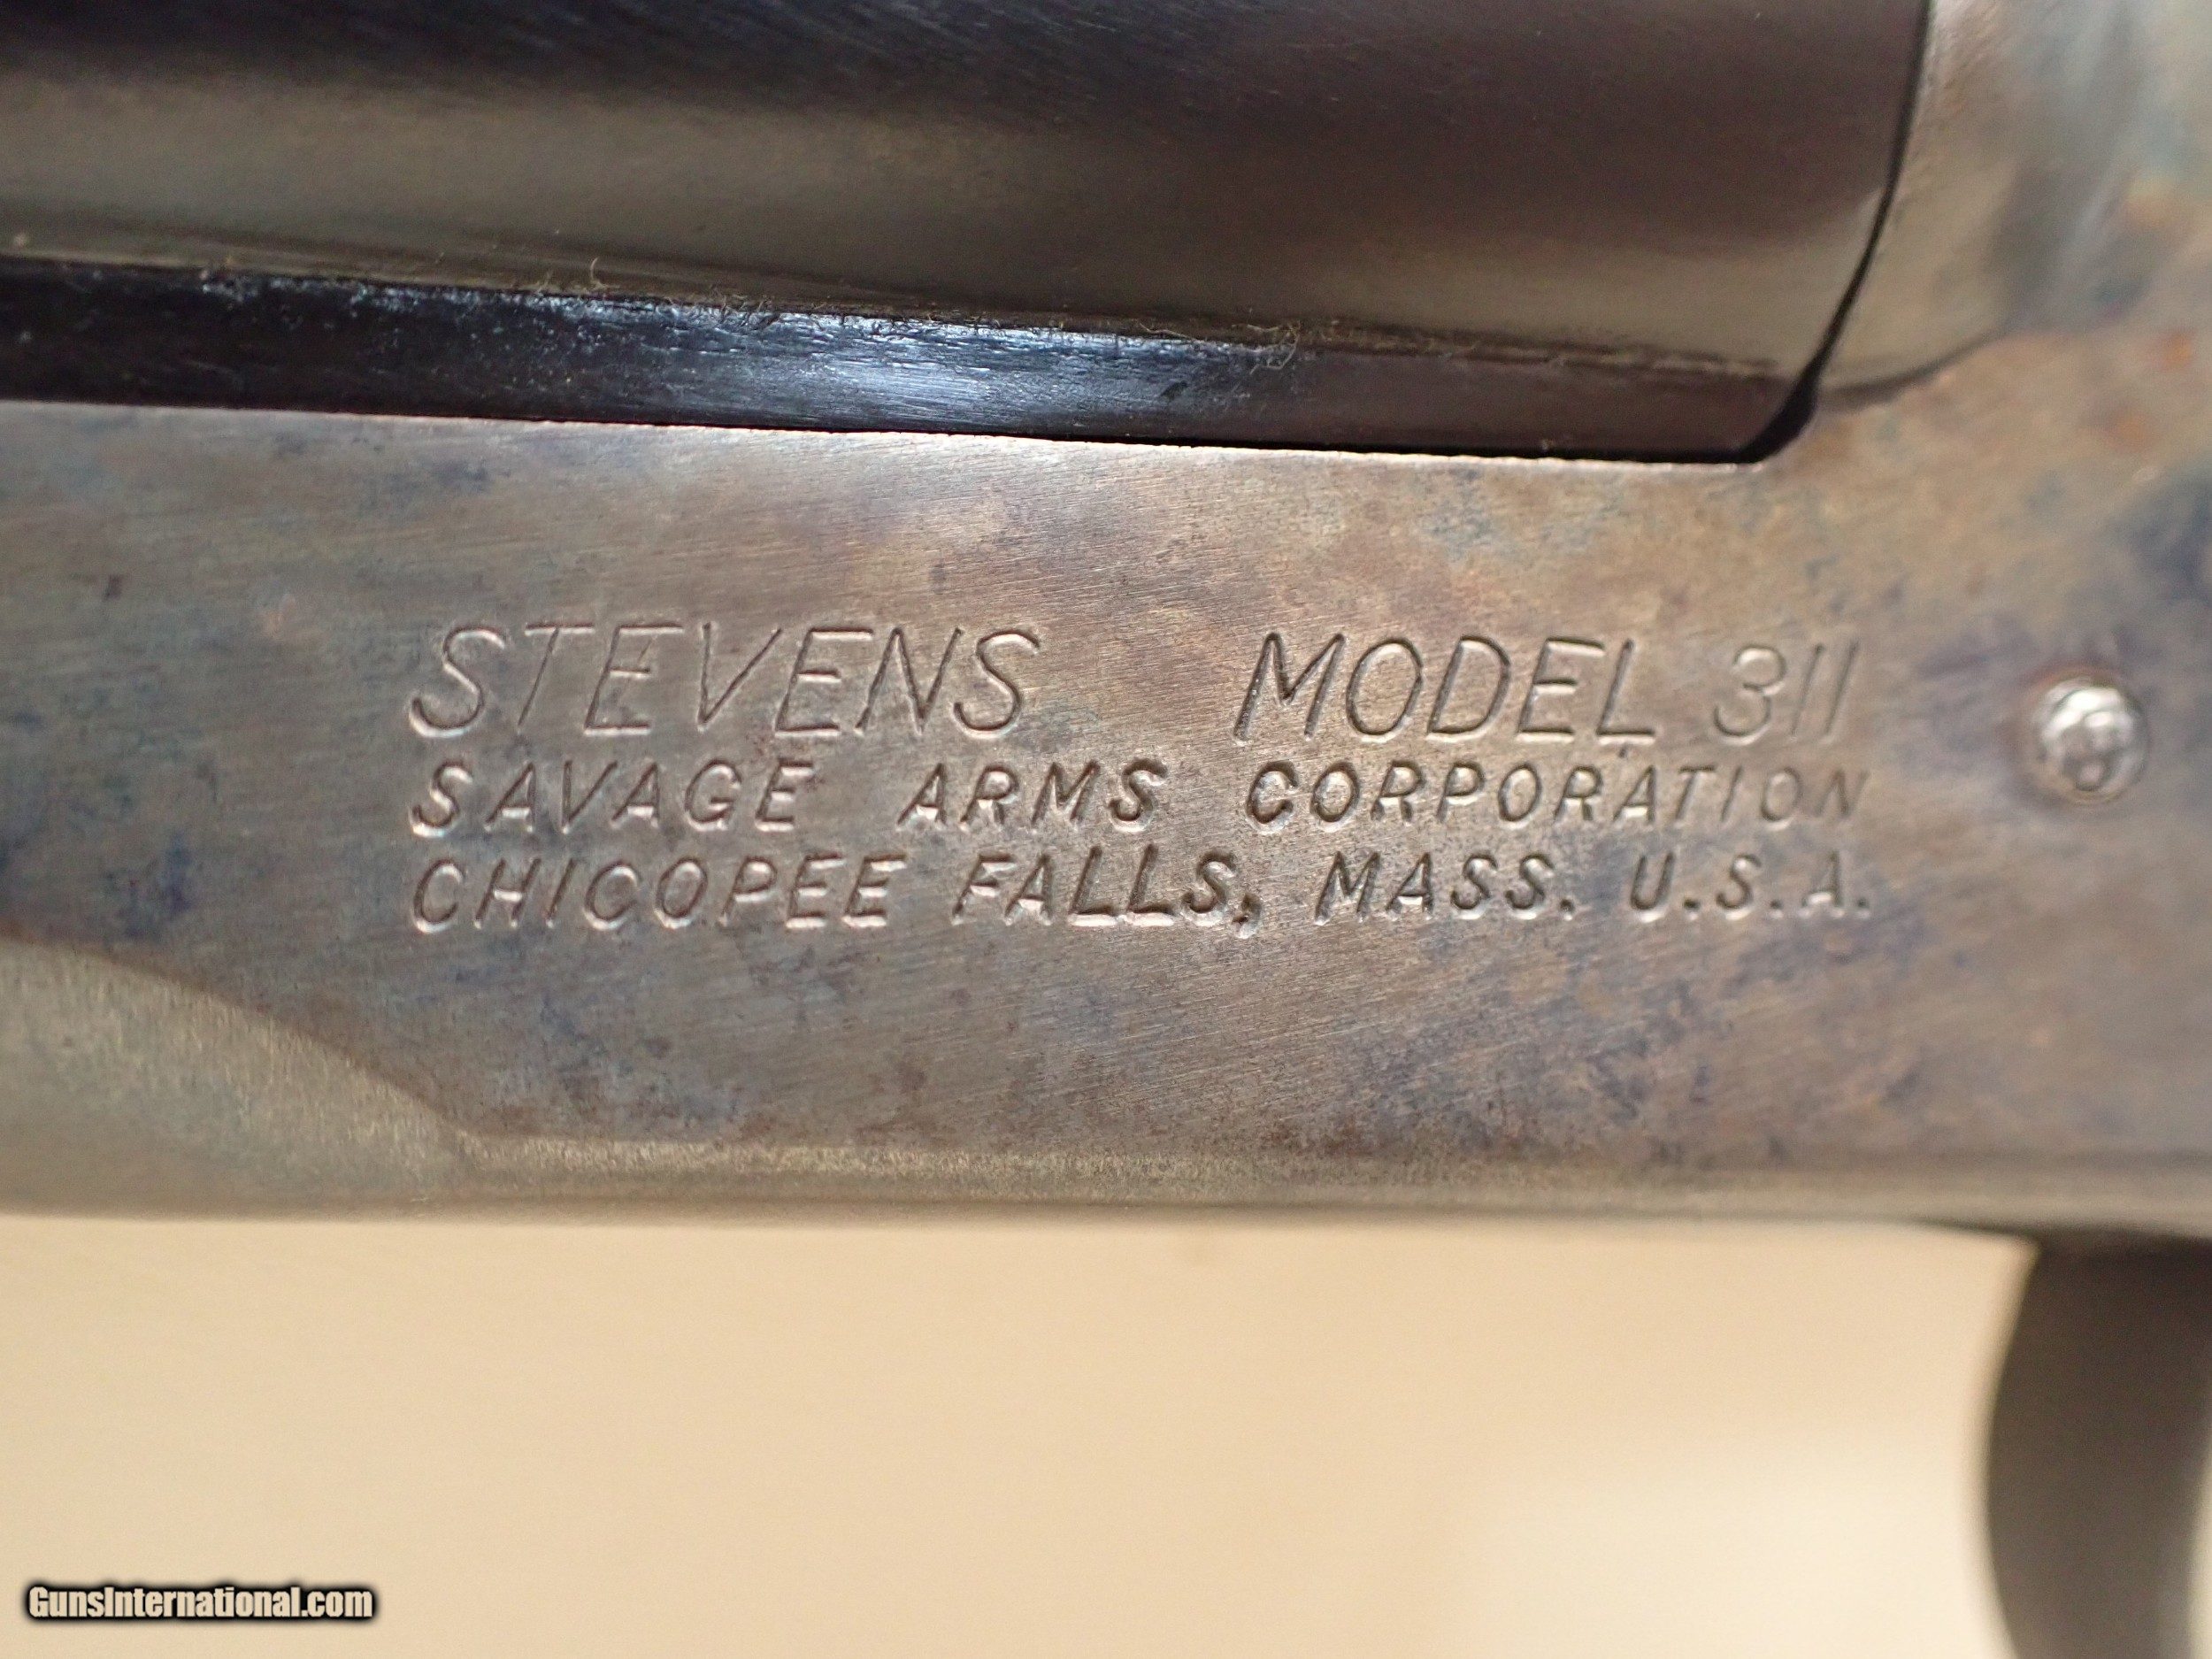 STEVENS MODEL 311
SAVAGE ARMS CORPORATION
CHICOPEE FALLS, MASS. U.S.A.
GunsInternational.com